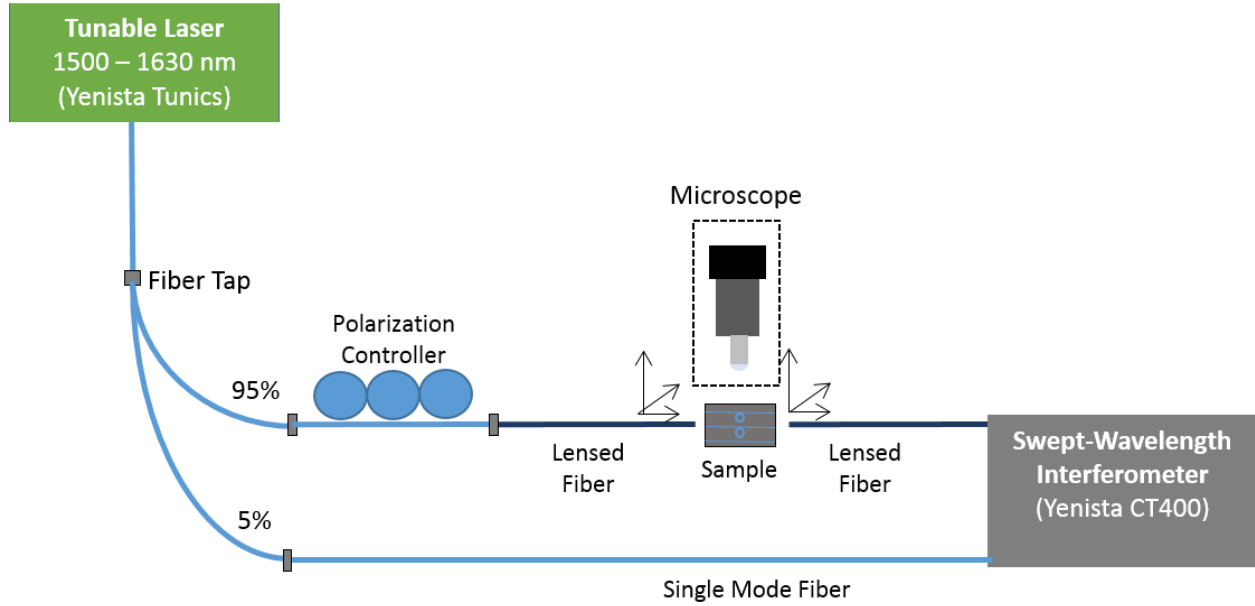 Tunable Laser
1500 – 1630 nm
(Yenista Tunics)
Microscope
Fiber Tap
Polarization
Controller
95%
Lensed
Fiber
Sample
Lensed
Fiber
Swept-Wavelength
Interferometer
(Yenista CT400)
5%
Single Mode Fiber